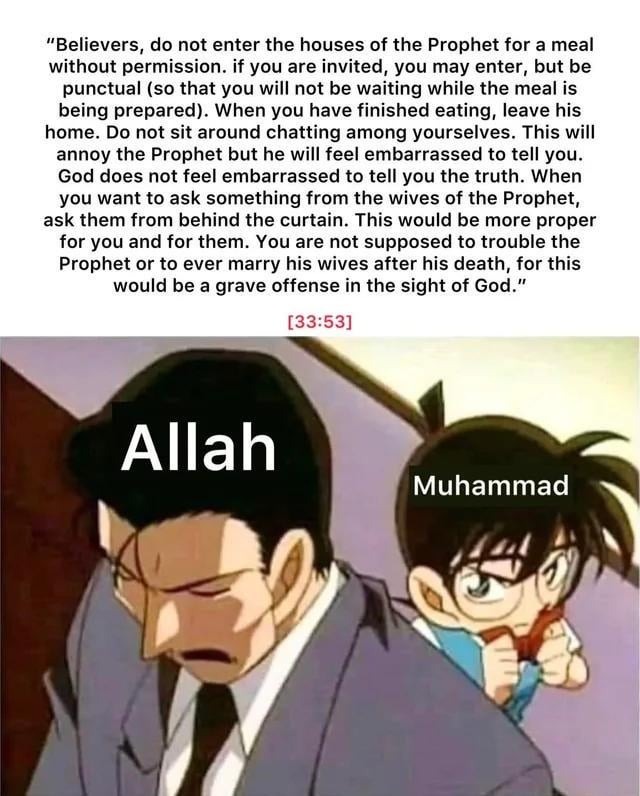 "Believers, do not enter the houses of the Prophet for a meal
without permission. if you are invited, you may enter, but be
punctual (so that you will not be waiting while the meal is
being prepared). When you have finished eating, leave his
home. Do not sit around chatting among yourselves. This will
annoy the Prophet but he will feel embarrassed to tell you.
God does not feel embarrassed to tell you the truth. When
you want to ask something from the wives of the Prophet,
ask them from behind the curtain. This would be more proper
for you and for them. You are not supposed to trouble the
Prophet or to ever marry his wives after his death, for this
would be a grave offense in the sight of God."
[33:53]
Allah
Muhammad